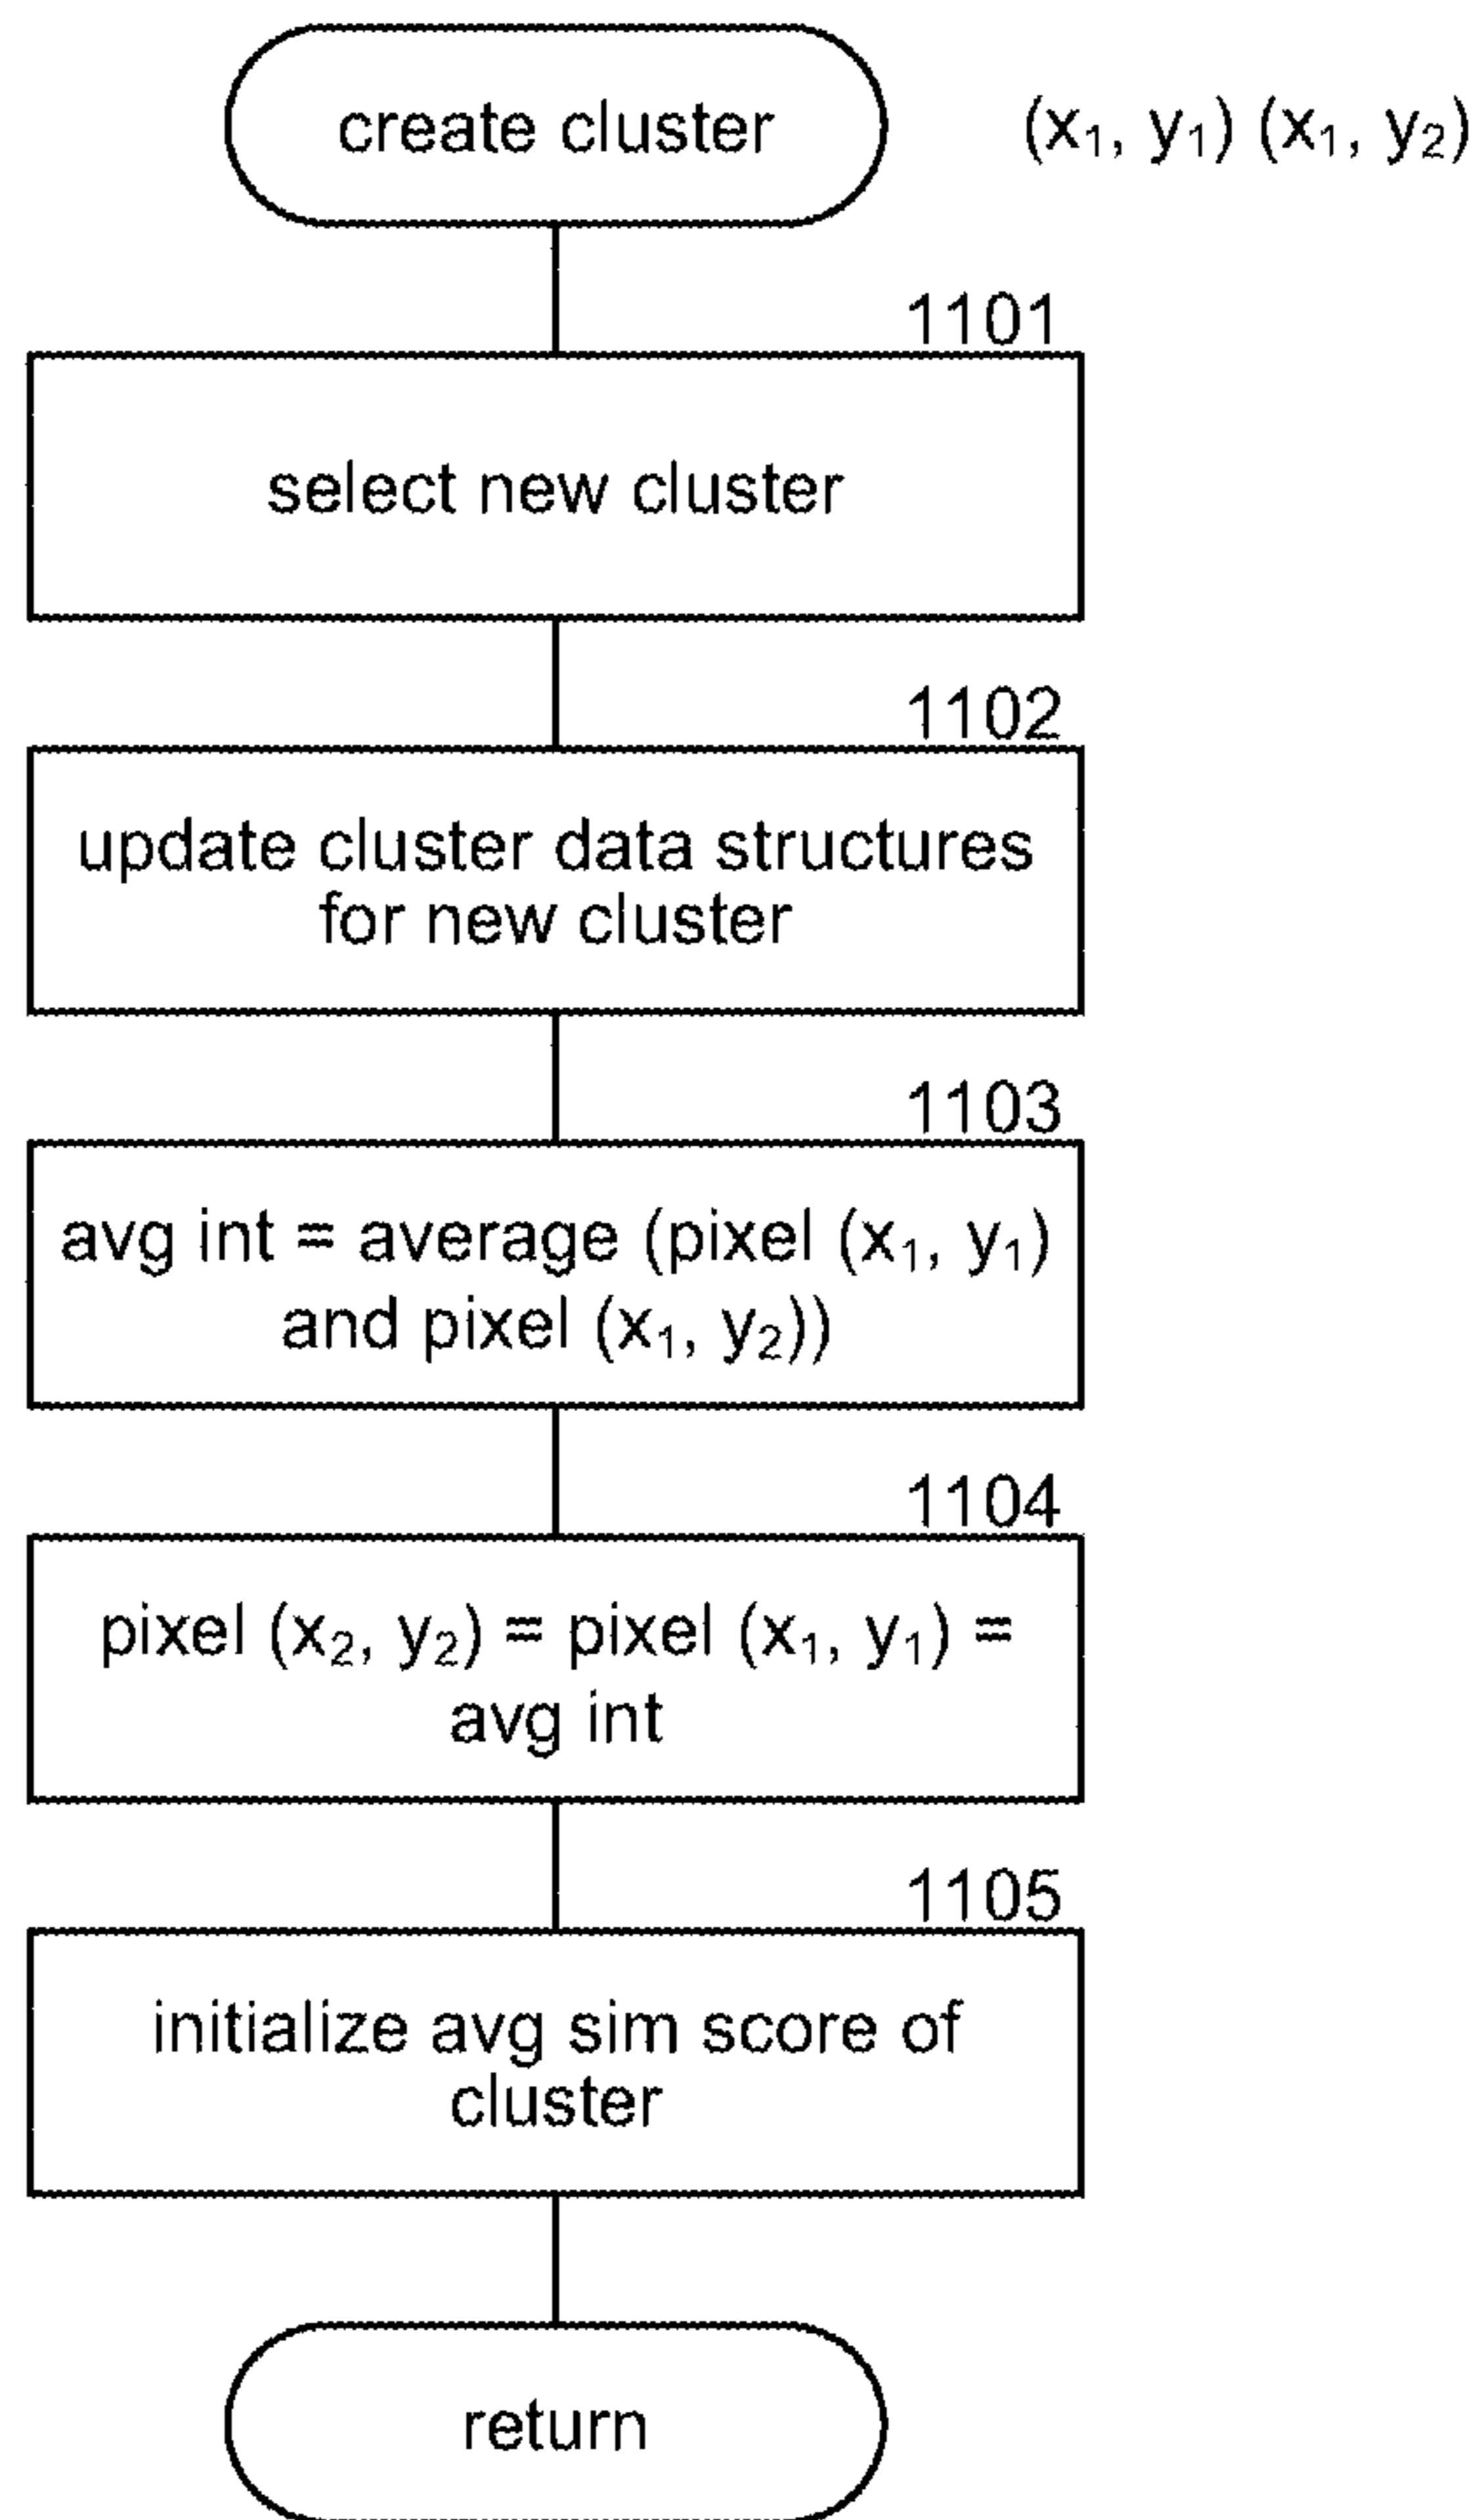 create cluster (x₁, y₁) (x₁, y₂)
1101
select new cluster
1102
update cluster data structures
for new cluster
1103
avg int = average (pixel (x₁, y₁)
and pixel (x₁, y₂))
1104
pixel (x₂, y₂) = pixel (x₁, y₁) =
avg int
1105
initialize avg sim score of
cluster
return